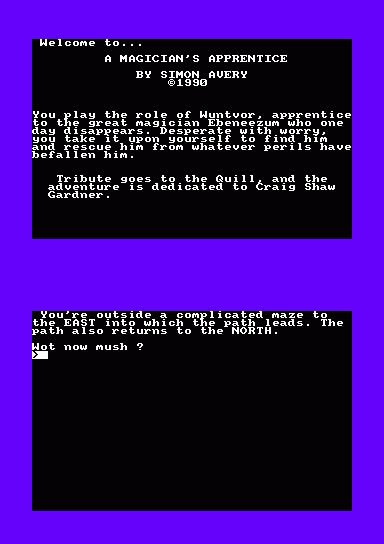 Welcome to...
A MAGICIAN'S APPRENTICE
BY SIMON AVERY
©1990
You play the role of Wuntvor, apprentice
to the great magician Ebeneezum who one
day disappears. Desperate with worry,
you take it upon yourself to find him
and rescue him from whatever perils have
befallen him.
Tribute goes to the Quill, and the
adventure is dedicated to Craig Shaw
Gardner.
You're outside a complicated maze to
the EAST into which the path leads. The
path also returns to the NORTH.
Wot now mush ?
>